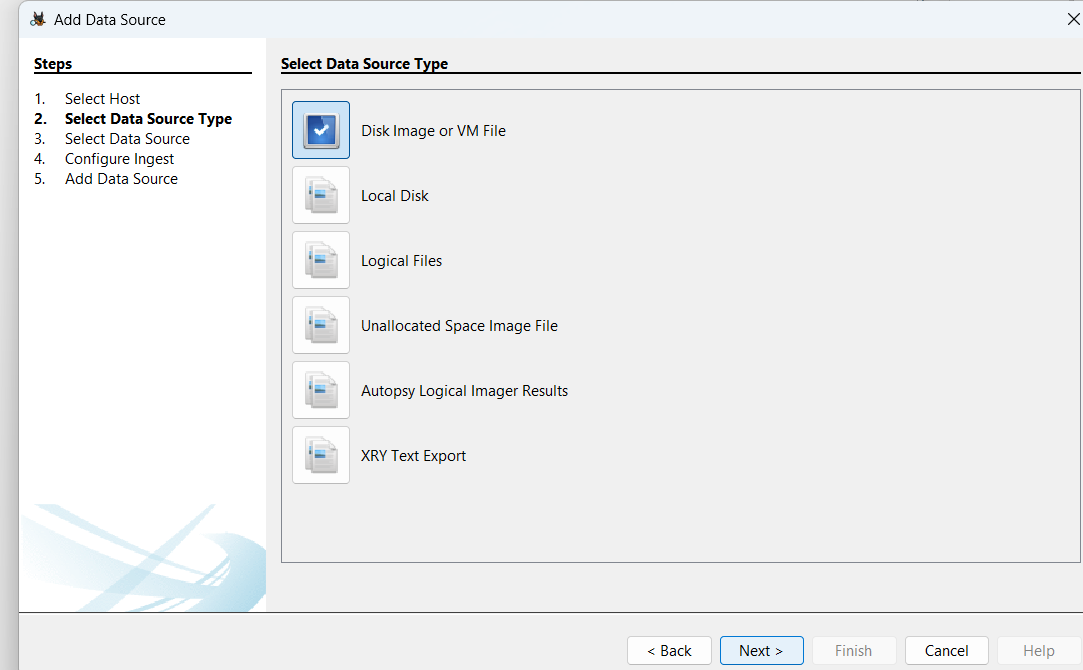 Add Data Source
Steps
1. Select Host
2. Select Data Source Type
3. Select Data Source
4. Configure Ingest
5. Add Data Source
Select Data Source Type
Disk Image or VM File
Local Disk
Logical Files
Unallocated Space Image File
Autopsy Logical Imager Results
XRY Text Export
< Back Next > Finish Cancel Help